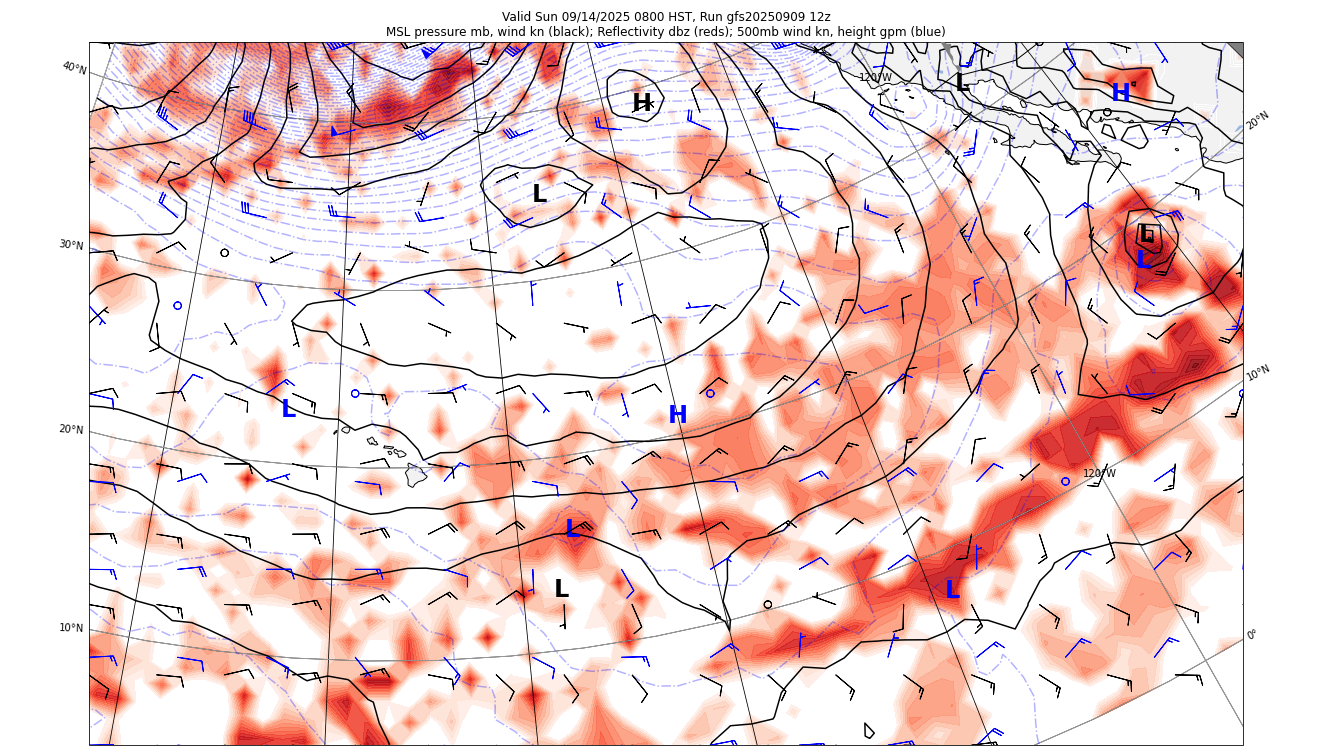 Valid Sun 09/14/2025 0800 HST, Run gfs20250909 12z
MSL pressure mb, wind kn (black); Reflectivity dbz (reds); 500mb wind kn, height gpm (blue)
40°N
120°W
L
H
H
20°N
L
L
30°N
L
10°N
L
H
20°N
120°W
L
L
L
10°N
0°